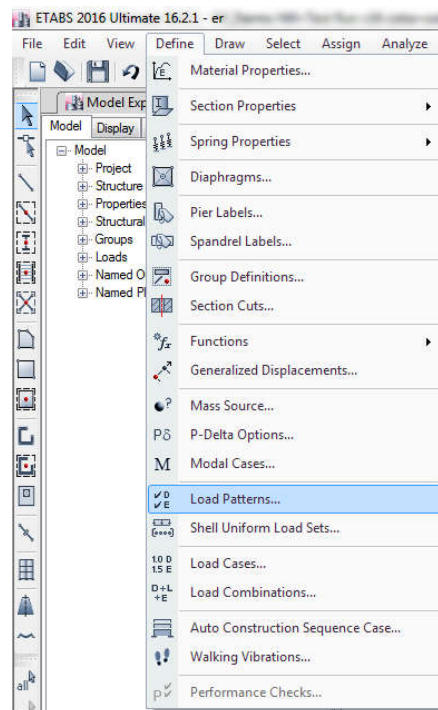 ETABS 2016 Ultimate 16.2.1 - er
File Edit View Define Draw Select Assign Analyze
Model Exp
Model Display
Model
Project
Structure
Properties
Structural
Groups
Loads
Named O
Named Pl
Material Properties...
Section Properties
Spring Properties
Diaphragms...
Pier Labels...
Spandrel Labels...
Group Definitions...
Section Cuts...
Functions
Generalized Displacements...
Mass Source...
Pδ P-Delta Options...
M Modal Cases...
D
E Load Patterns...
Shell Uniform Load Sets...
1.0 D
1.5 E Load Cases...
D+L
+E Load Combinations...
Auto Construction Sequence Case...
Walking Vibrations...
Performance Checks...
all